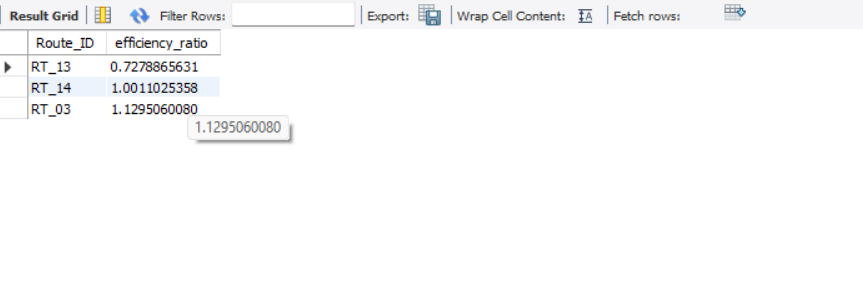 Result Grid Filter Rows: Export: Wrap Cell Content: Fetch rows:
Route_ID efficiency_ratio
RT_13 0.7278865631
RT_14 1.0011025358
RT_03 1.1295060080
1.1295060080